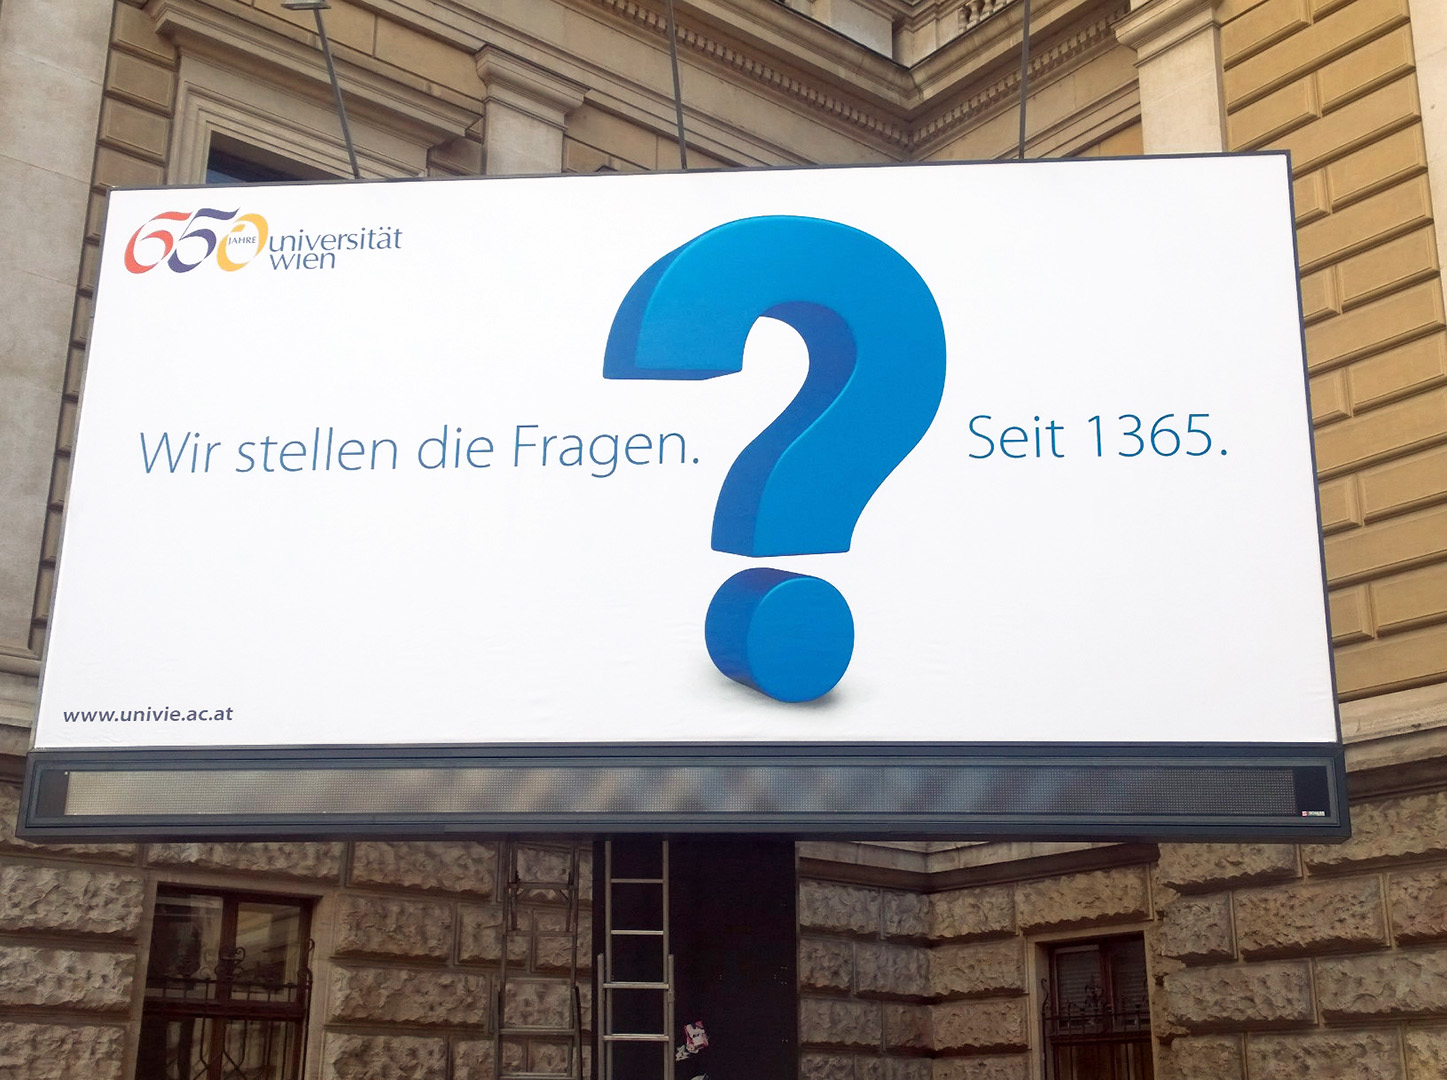 650 JAHRE universität
wien
Wir stellen die Fragen. ? Seit 1365.
www.univie.ac.at